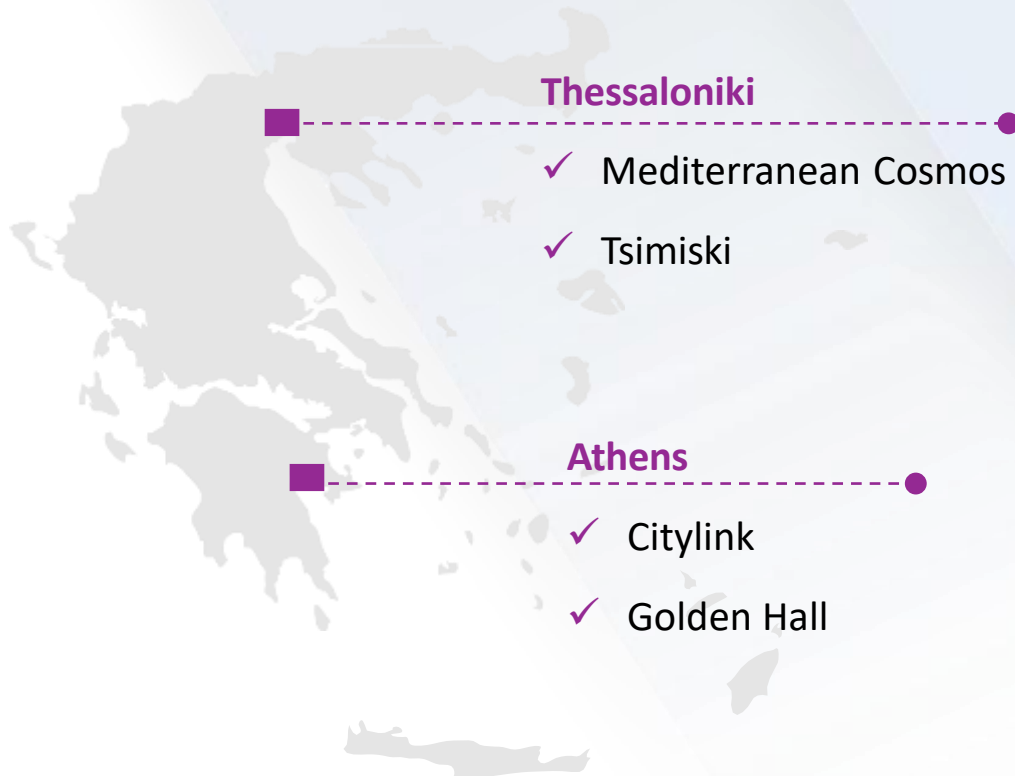 Thessaloniki
✓ Mediterranean Cosmos
✓ Tsimiski
Athens
✓ Citylink
✓ Golden Hall